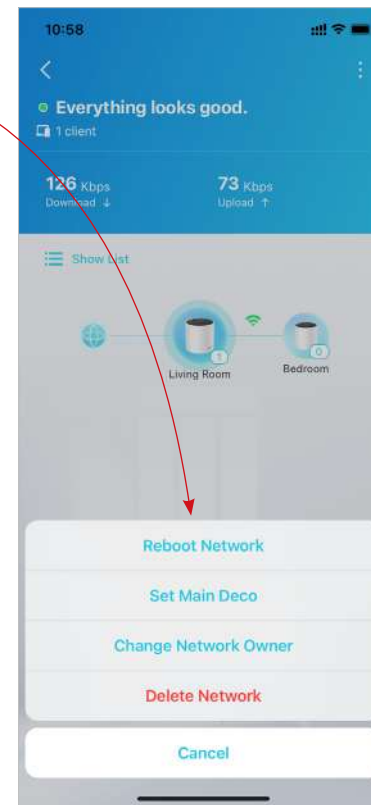 10:58
Everything looks good.
1 client
126 Kbps
73 Kbps
Download ↓
Upload ↑
Show List
1
0
Living Room
Bedroom
Reboot Network
Set Main Deco
Change Network Owner
Delete Network
Cancel